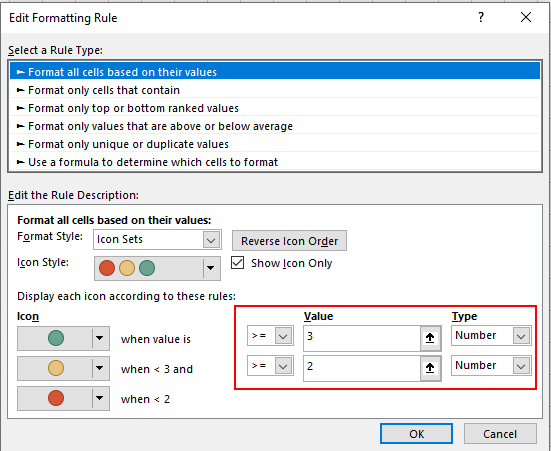 Edit Formatting Rule ? ×
Select a Rule Type:
► Format all cells based on their values
► Format only cells that contain
► Format only top or bottom ranked values
► Format only values that are above or below average
► Format only unique or duplicate values
► Use a formula to determine which cells to format
Edit the Rule Description:
Format all cells based on their values:
Format Style: Icon Sets Reverse Icon Order
Icon Style: Show Icon Only
Display each icon according to these rules:
Icon Value Type
when value is >= 3 Number
when < 3 and >= 2 Number
when < 2
OK Cancel